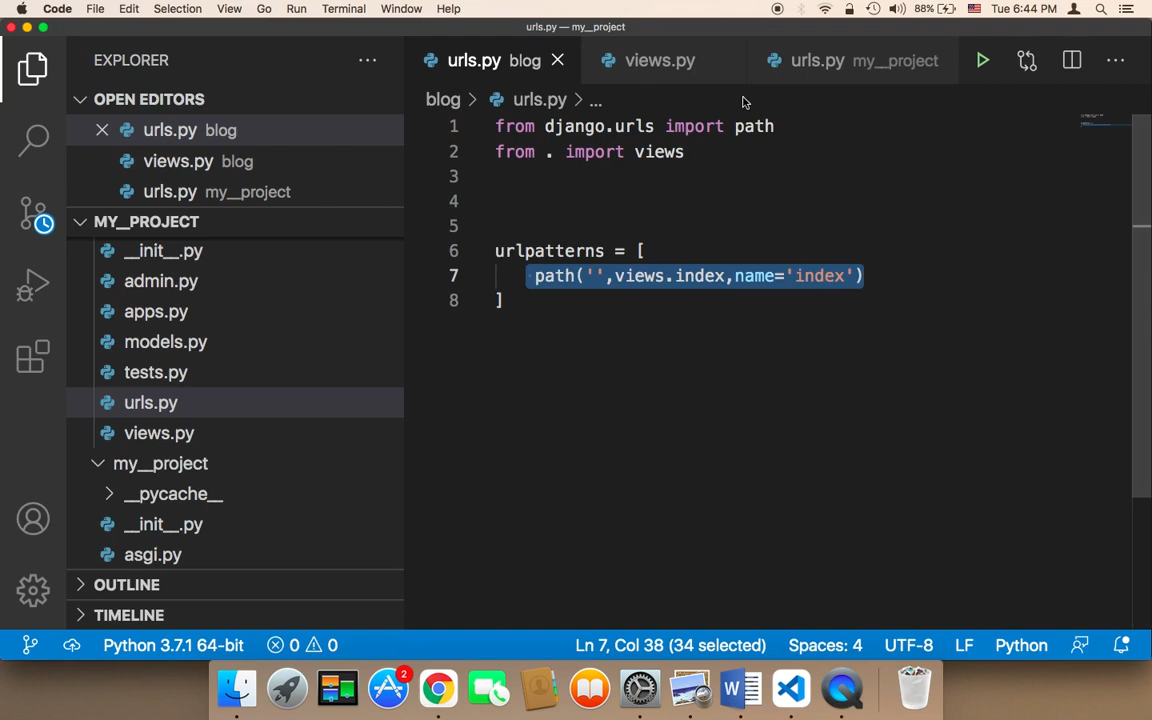 Code File Edit Selection View Go Run Terminal Window Help 88% Tue 6:44 PM
urls.py — my__project
EXPLORER
urls.py blog views.py urls.py my__project
OPEN EDITORS
urls.py blog
views.py blog
urls.py my__project
MY__PROJECT
__init__.py
admin.py
apps.py
models.py
tests.py
urls.py
views.py
my__project
__pycache__
__init__.py
asgi.py
OUTLINE
TIMELINE
blog > urls.py > ...
1 from django.urls import path
2 from . import views
3
4
5
6 urlpatterns = [
7 path('',views.index,name='index')
8 ]
Python 3.7.1 64-bit 0 0 Ln 7, Col 38 (34 selected) Spaces: 4 UTF-8 LF Python
2
W